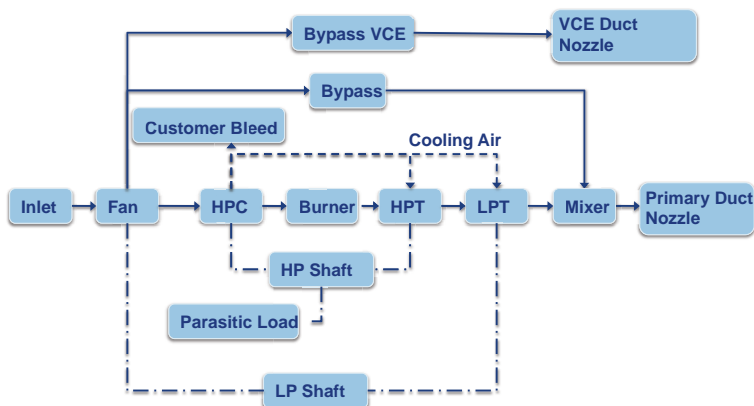 Bypass VCE
VCE Duct
Nozzle
Bypass
Customer Bleed
Cooling Air
Inlet
Fan
HPC
Burner
HPT
LPT
Mixer
Primary Duct
Nozzle
HP Shaft
Parasitic Load
LP Shaft